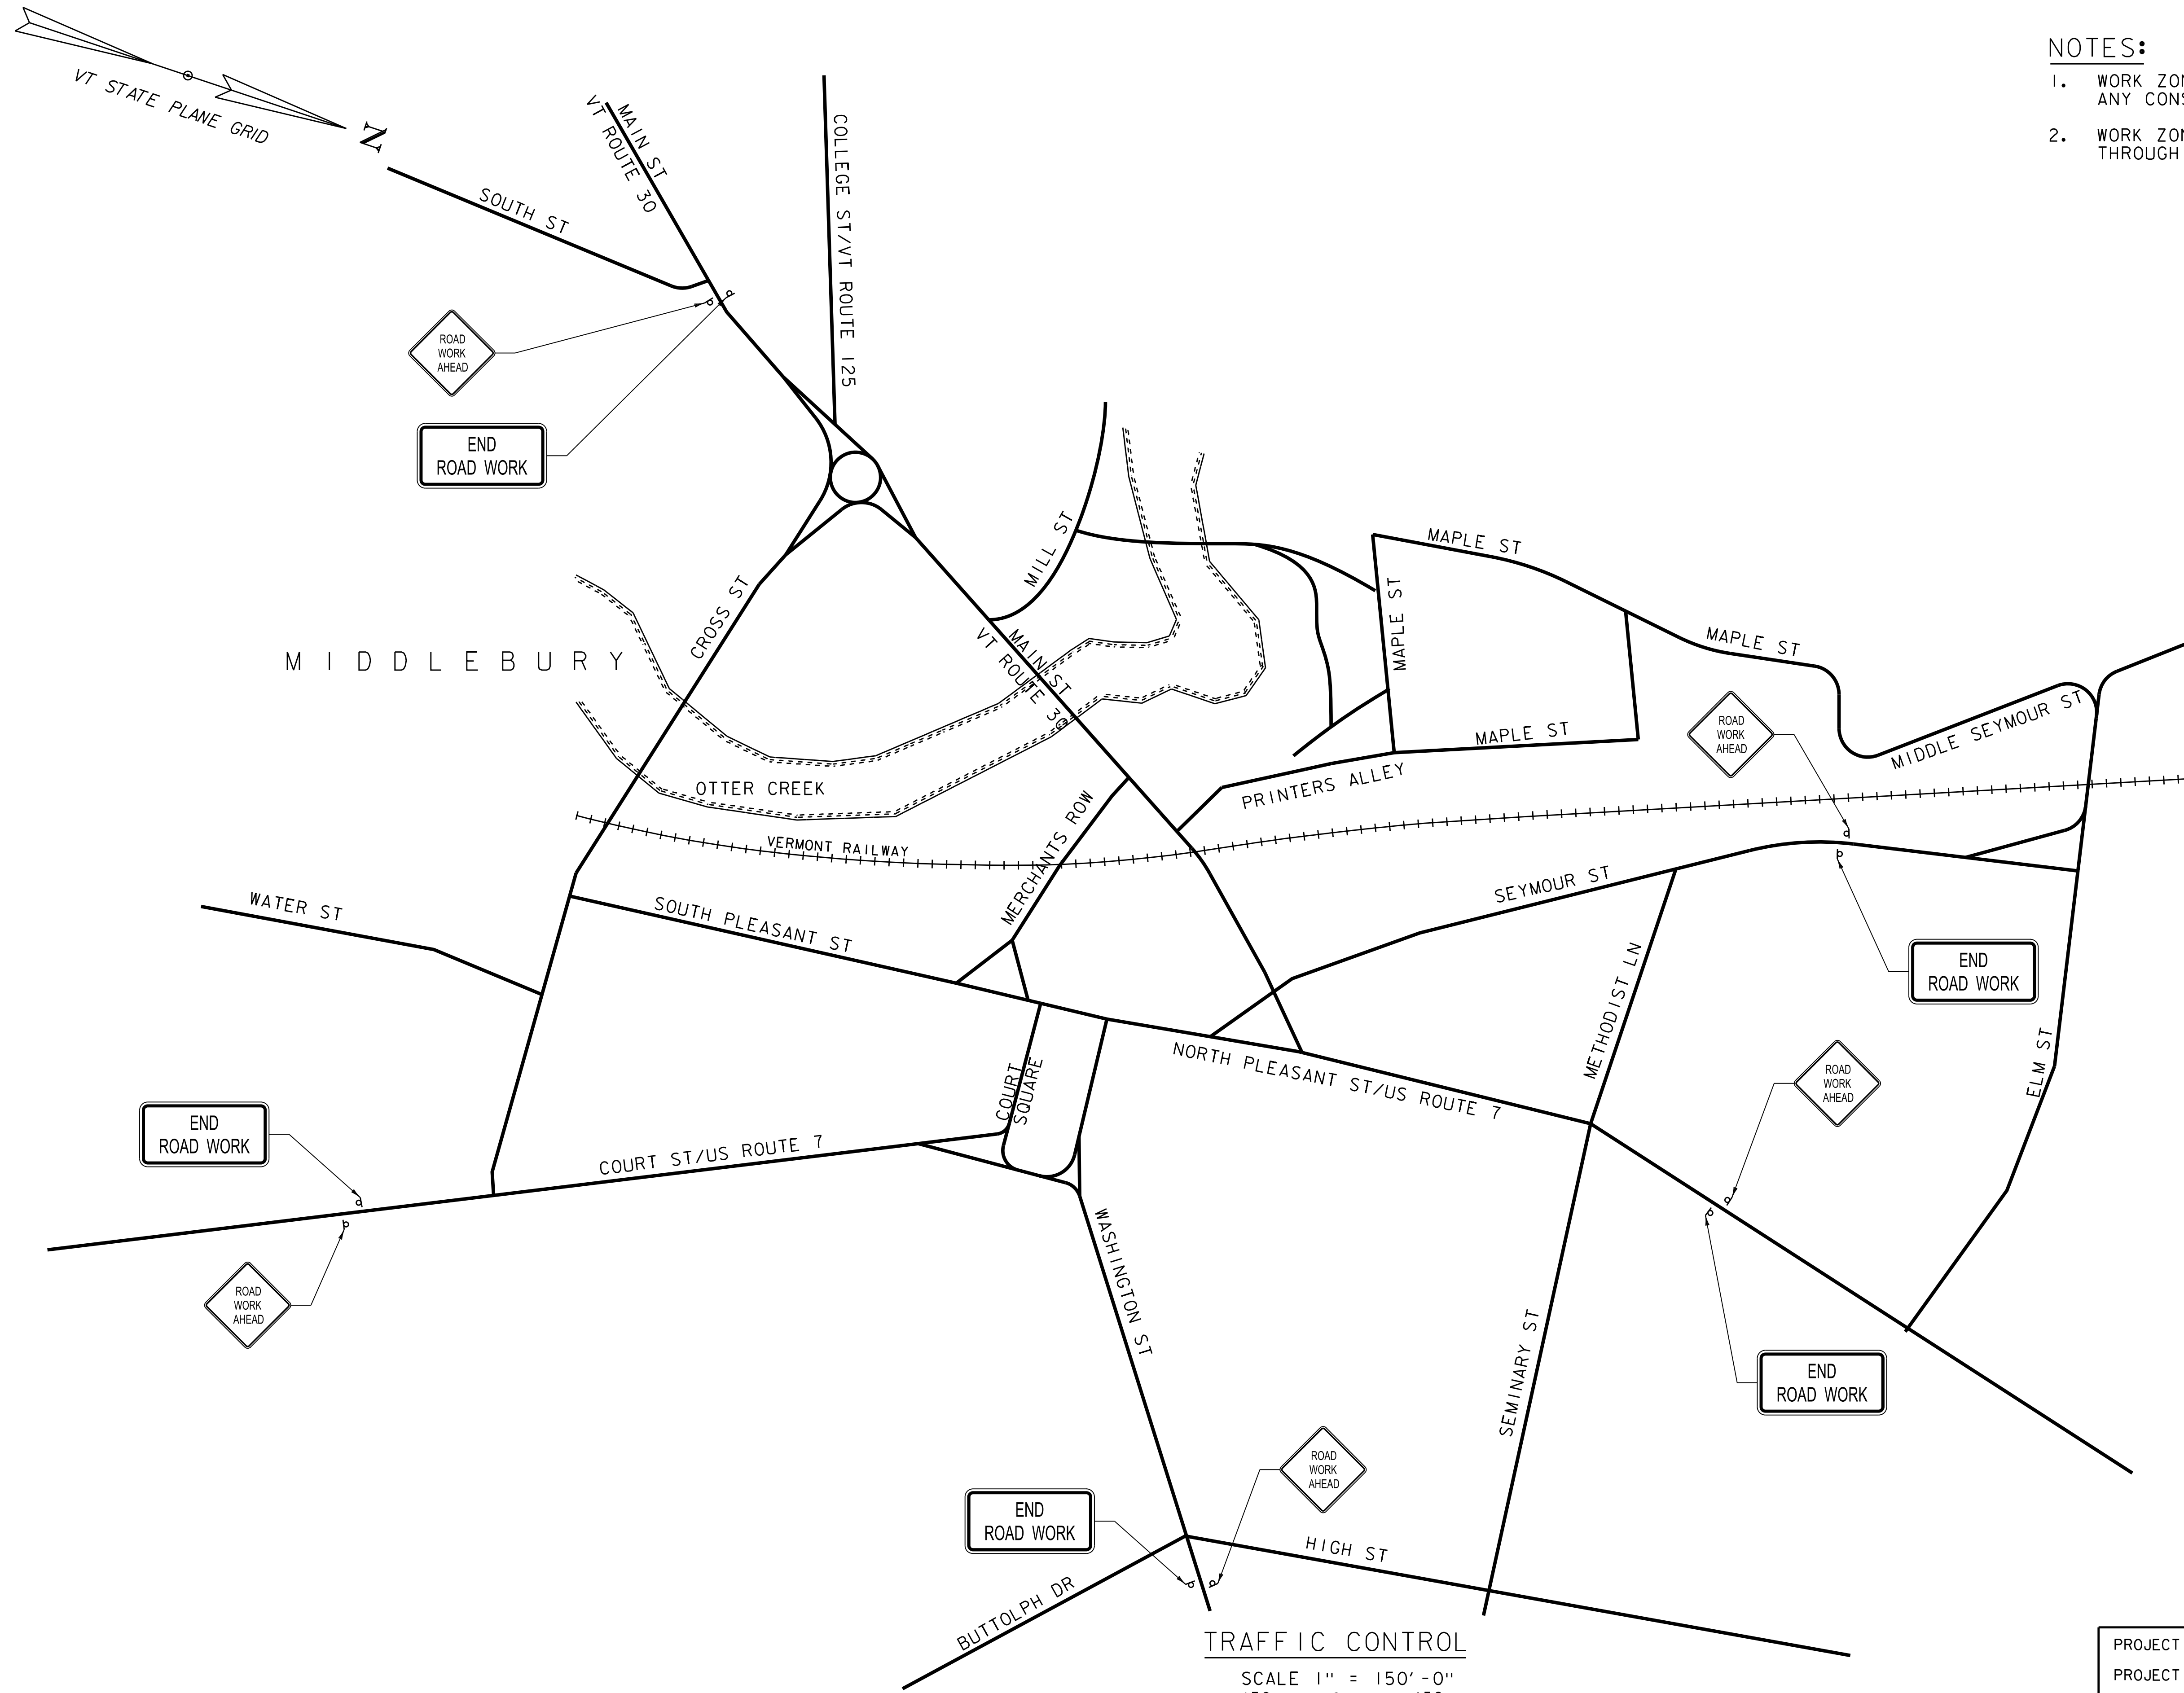 NOTES:
1. WORK ZON
ANY CONS
2. WORK ZON
THROUGH
VT STATE PLANE GRID
N
SOUTH ST
MAIN ST
VT ROUTE 30
COLLEGE ST/VT ROUTE 125
ROAD
WORK
AHEAD
END
ROAD WORK
MIDDLEBURY
CROSS ST
MILL ST
MAIN ST
VT ROUTE 30
MAPLE ST
MAPLE ST
MAPLE ST
MAPLE ST
MIDDLE SEYMOUR ST
ROAD
WORK
AHEAD
OTTER CREEK
PRINTERS ALLEY
VERMONT RAILWAY
MERCHANTS ROW
WATER ST
SOUTH PLEASANT ST
SEYMOUR ST
END
ROAD WORK
METHODIST LN
ELM ST
NORTH PLEASANT ST/US ROUTE 7
COURT
SQUARE
ROAD
WORK
AHEAD
END
ROAD WORK
COURT ST/US ROUTE 7
WASHINGTON ST
ROAD
WORK
AHEAD
SEMINARY ST
END
ROAD WORK
ROAD
WORK
AHEAD
END
ROAD WORK
HIGH ST
BUTTOLPH DR
TRAFFIC CONTROL
SCALE 1" = 150'-0"
PROJECT
PROJECT